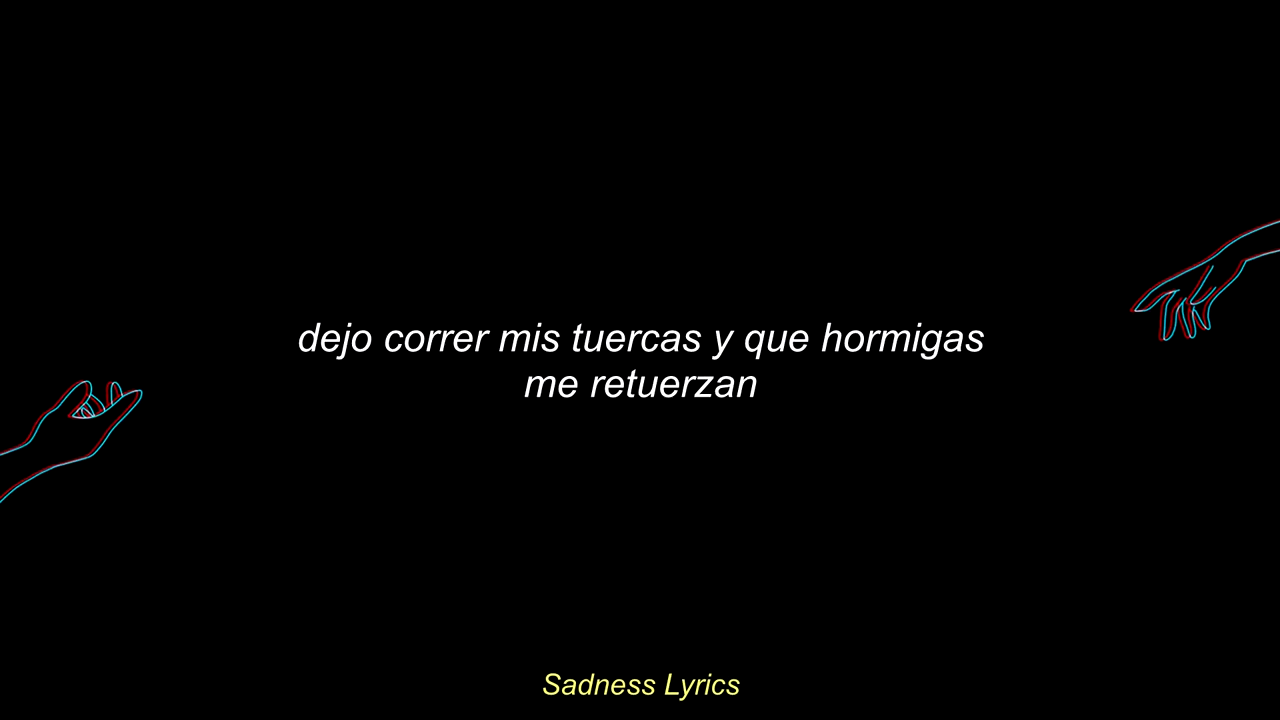 dejo correr mis tuercas y que hormigas
me retuerzan
Sadness Lyrics